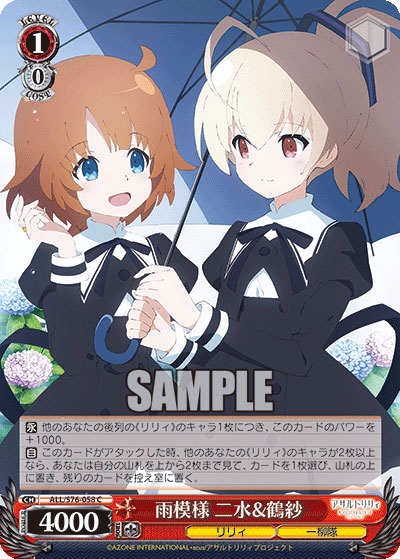 LEVEL
1
0
COST
SAMPLE
永 他のあなたの後列の《リリィ》のキャラ1枚につき、このカードのパワーを
＋1000。
自 このカードがアタックした時、他のあなたの《リリィ》のキャラが2枚以上
なら、あなたは自分の山札を上から2枚まで見て、カードを1枚選び、山札の上
に置き、残りのカードを控え室に置く。
CH ALL/S76-058 C
4000
雨模様 二水&鶴紗
リリィ
一柳隊
アサルトリリィ
©AZONE INTERNATIONAL・acus/アサルトリリィプロジェクト